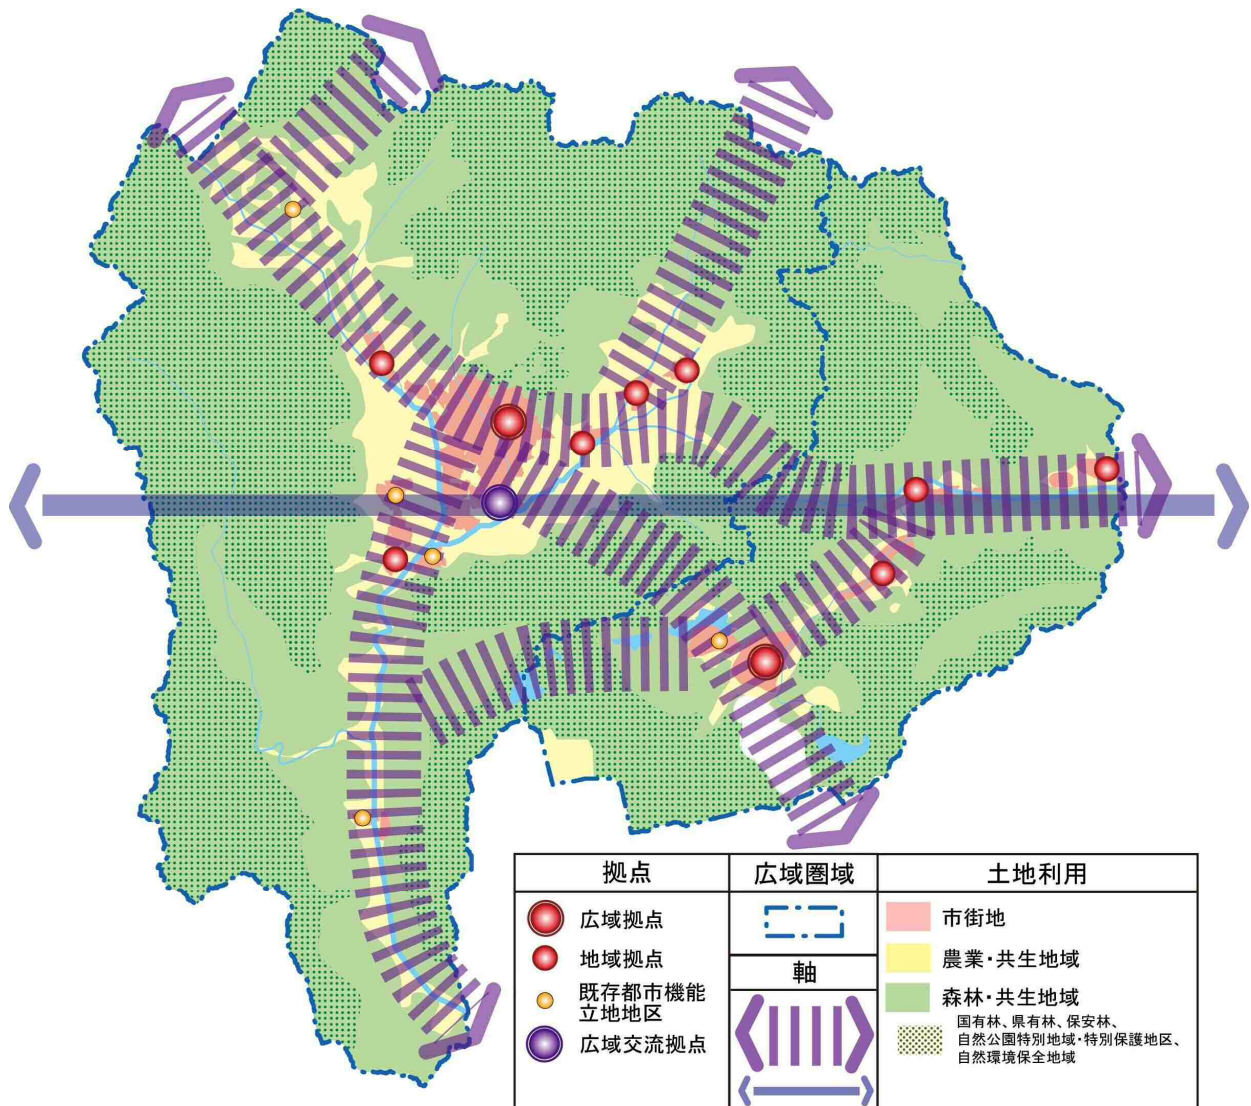 拠点
広域圏域
土地利用
広域拠点
地域拠点
既存都市機能
立地地区
広域交流拠点
軸
市街地
農業・共生地域
森林・共生地域
国有林、県有林、保安林、
自然公園特別地域・特別保護地区、
自然環境保全地域